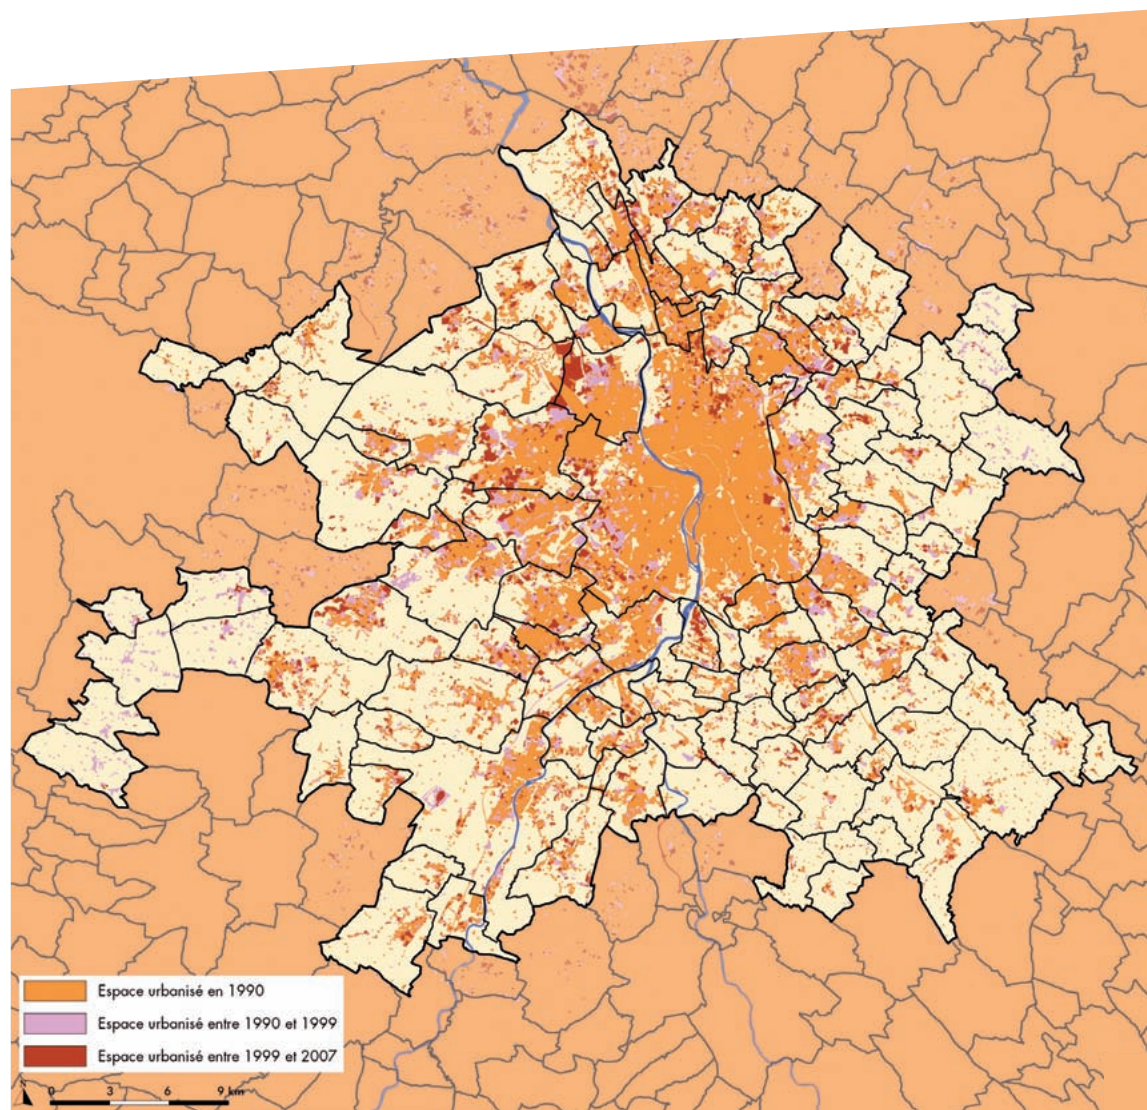 Espace urbanisé en 1990
Espace urbanisé entre 1990 et 1999
Espace urbanisé entre 1999 et 2007
0 3 6 9 km